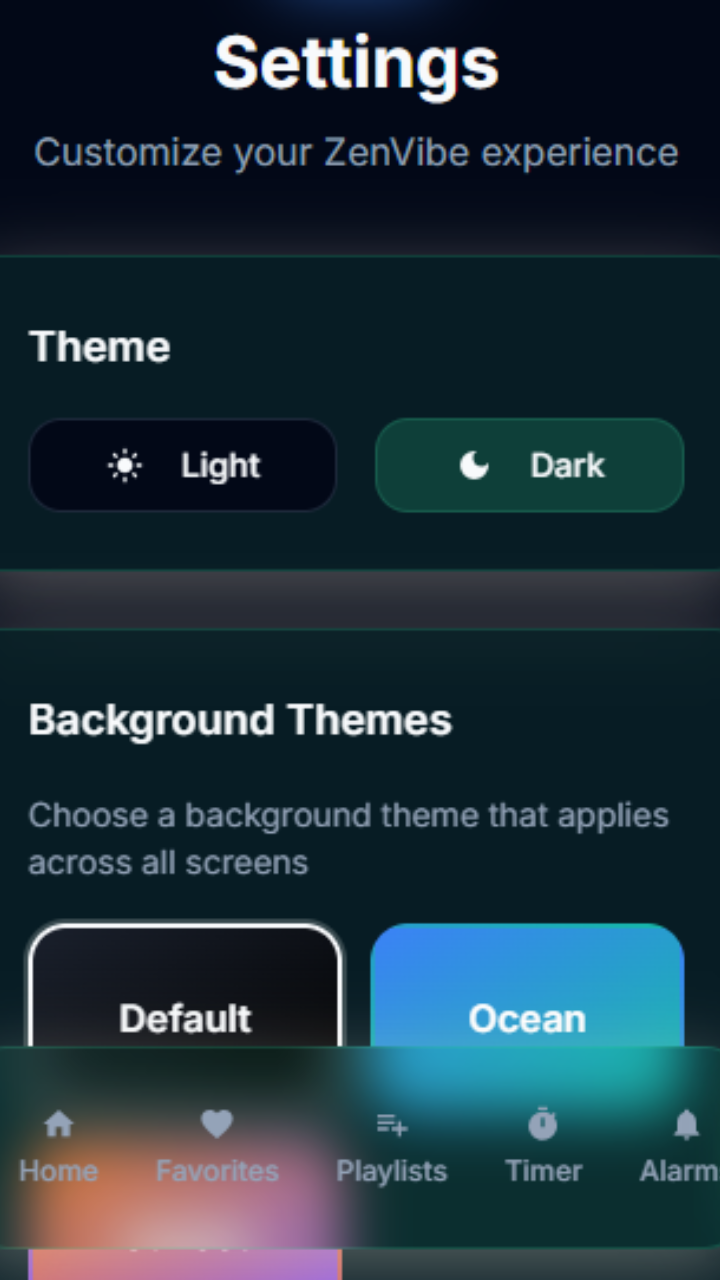 Settings
Customize your ZenVibe experience
Theme
Light
Dark
Background Themes
Choose a background theme that applies
across all screens
Default
Ocean
Home
Favorites
Playlists
Timer
Alarm